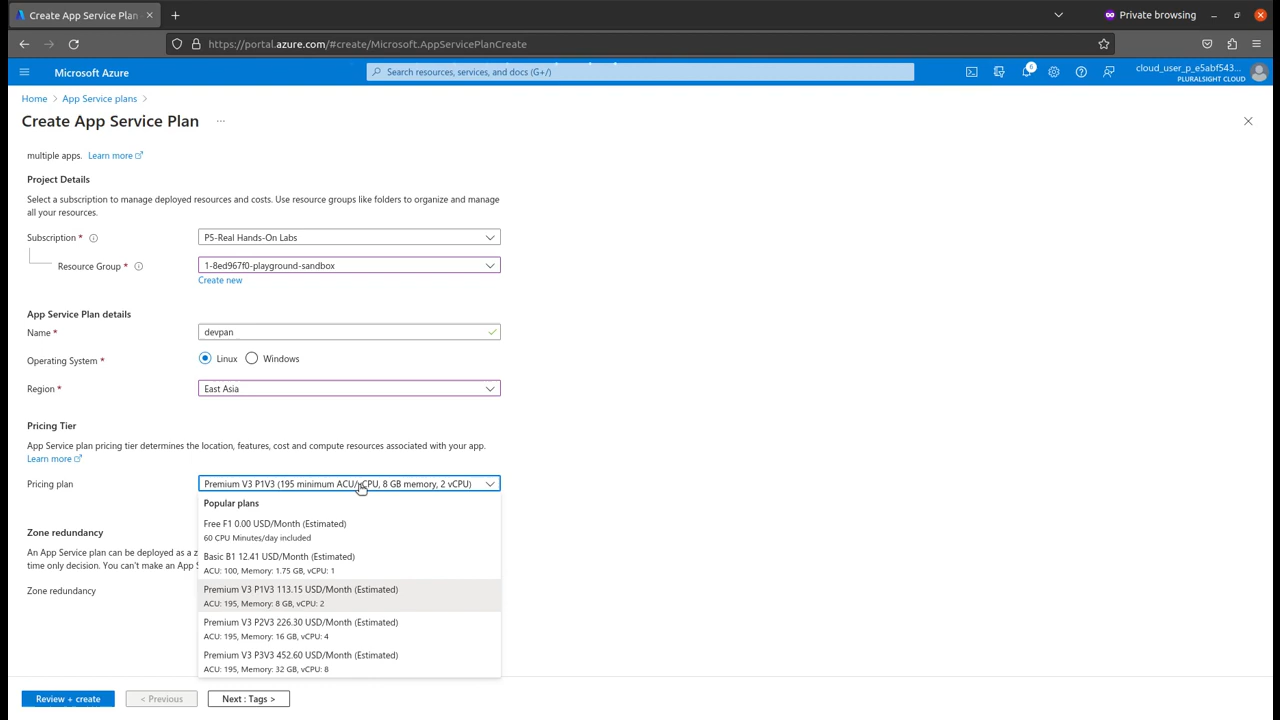 Create App Service Plan
Private browsing
https://portal.azure.com/#create/Microsoft.AppServicePlanCreate
Microsoft Azure
Search resources, services, and docs (G+/)
6
cloud_user_p_e5abf543...
PLURALSIGHT CLOUD
Home > App Service plans >
Create App Service Plan ...
multiple apps. Learn more
Project Details
Select a subscription to manage deployed resources and costs. Use resource groups like folders to organize and manage
all your resources.
Subscription *
P5-Real Hands-On Labs
Resource Group *
1-8ed967f0-playground-sandbox
Create new
App Service Plan details
Name *
devpan
Operating System *
Linux
Windows
Region *
East Asia
Pricing Tier
App Service plan pricing tier determines the location, features, cost and compute resources associated with your app.
Learn more
Pricing plan
Premium V3 P1V3 (195 minimum ACU/vCPU, 8 GB memory, 2 vCPU)
Popular plans
Free F1 0.00 USD/Month (Estimated)
60 CPU Minutes/day included
Basic B1 12.41 USD/Month (Estimated)
ACU: 100, Memory: 1.75 GB, vCPU: 1
Premium V3 P1V3 113.15 USD/Month (Estimated)
ACU: 195, Memory: 8 GB, vCPU: 2
Premium V3 P2V3 226.30 USD/Month (Estimated)
ACU: 195, Memory: 16 GB, vCPU: 4
Premium V3 P3V3 452.60 USD/Month (Estimated)
ACU: 195, Memory: 32 GB, vCPU: 8
Zone redundancy
An App Service plan can be deployed as a z
time only decision. You can't make an App S
Zone redundancy
Review + create
< Previous
Next : Tags >